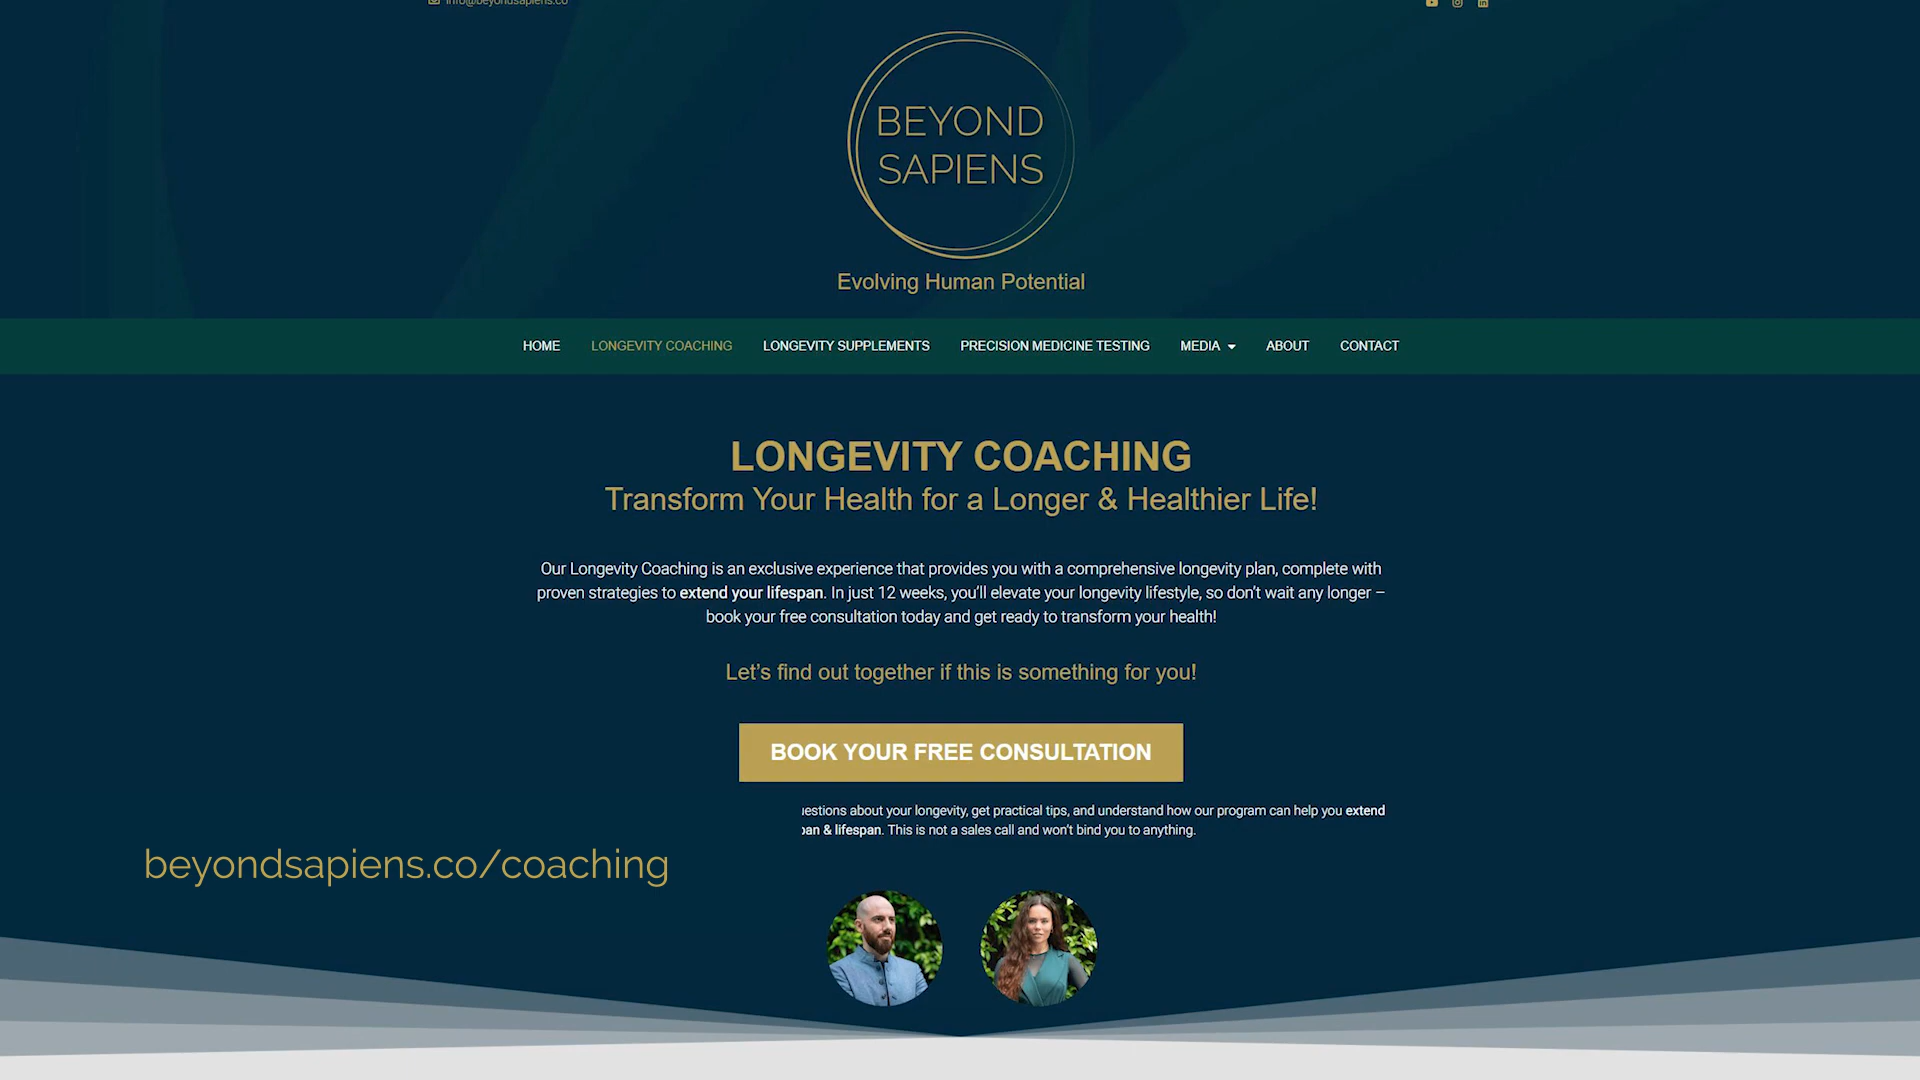 info@beyondsapiens.co
BEYOND
SAPIENS
Evolving Human Potential
HOME LONGEVITY COACHING LONGEVITY SUPPLEMENTS PRECISION MEDICINE TESTING MEDIA ABOUT CONTACT
LONGEVITY COACHING
Transform Your Health for a Longer & Healthier Life!
Our Longevity Coaching is an exclusive experience that provides you with a comprehensive longevity plan, complete with
proven strategies to extend your lifespan. In just 12 weeks, you’ll elevate your longevity lifestyle, so don’t wait any longer –
book your free consultation today and get ready to transform your health!
Let’s find out together if this is something for you!
BOOK YOUR FREE CONSULTATION
about your longevity, get practical tips, and understand how our program can help you extend
& lifespan. This is not a sales call and won’t bind you to anything.
beyondsapiens.co/coaching